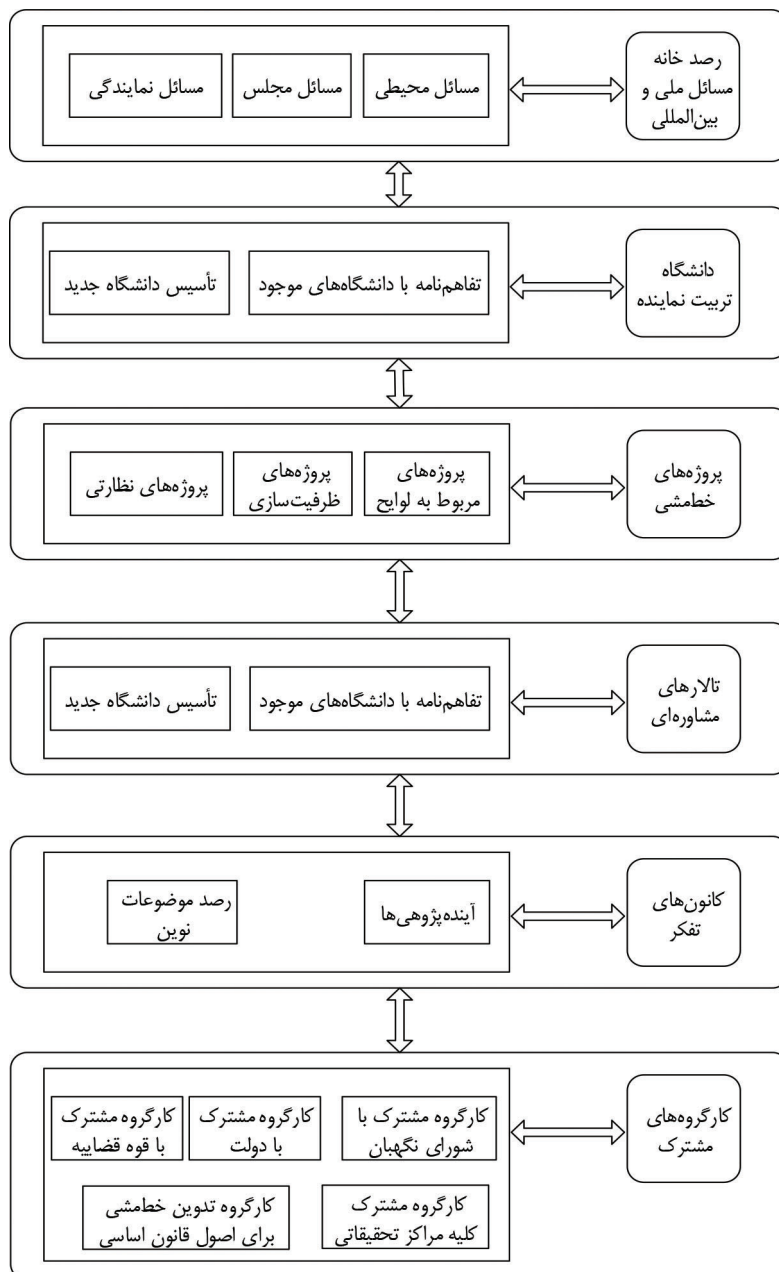 رصد خانه
مسائل ملی و
بین‌المللی
مسائل محیطی
مسائل مجلس
مسائل نمایندگی
دانشگاه
تربیت نماینده
تفاهم‌نامه با دانشگاه‌های موجود
تأسیس دانشگاه جدید
پروژه‌های
خط‌مشی
پروژه‌های
مربوط به لوایح
پروژه‌های
ظرفیت‌سازی
پروژه‌های نظارتی
تالارهای
مشاوره‌ای
تفاهم‌نامه با دانشگاه‌های موجود
تأسیس دانشگاه جدید
کانون‌های
تفکر
آینده‌پژوهی‌ها
رصد موضوعات
نوین
کارگروه‌های
مشترک
کارگروه مشترک با
شورای نگهبان
کارگروه مشترک
با دولت
کارگروه مشترک
با قوه قضاییه
کارگروه مشترک
کلیه مراکز تحقیقاتی
کارگروه تدوین خط‌مشی
برای اصول قانون اساسی